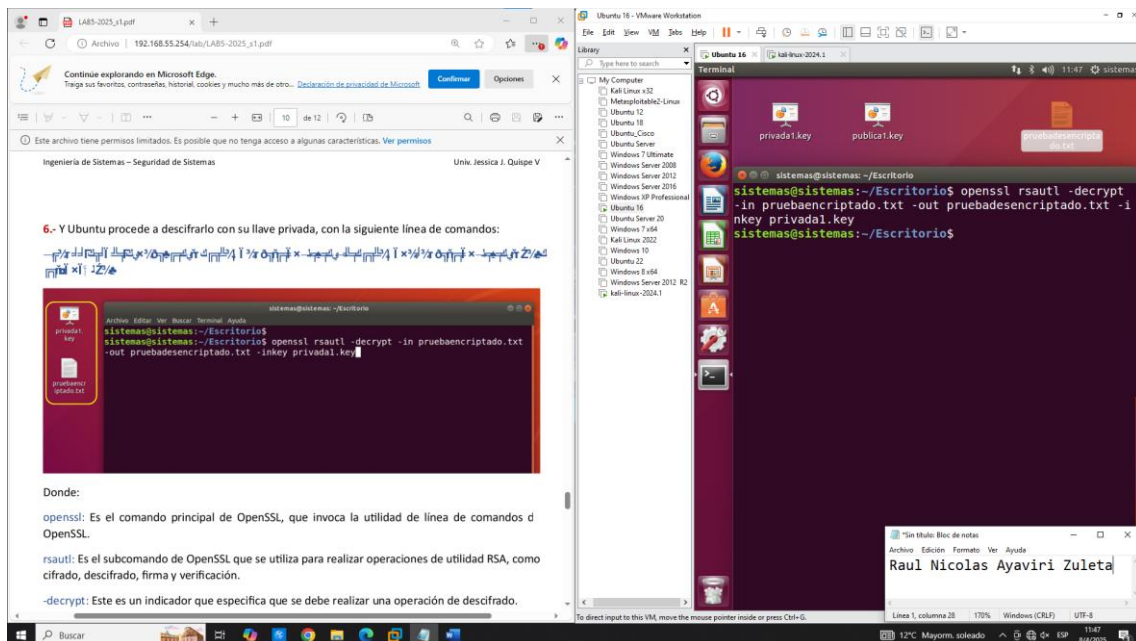 LAB5-2025_s1.pdf
Archivo
192.168.55.254/lab/LAB5-2025_s1.pdf
Continúe explorando en Microsoft Edge.
Traiga sus favoritos, contraseñas, historial, cookies y mucho más de otro... Declaración de privacidad de Microsoft
Confirmar
Opciones
10 de 12
Este archivo tiene permisos limitados. Es posible que no tenga acceso a algunas características. Ver permisos
Ingeniería de Sistemas – Seguridad de Sistemas
Univ. Jessica J. Quispe V
6.- Y Ubuntu procede a descifrarlo con su llave privada, con la siguiente línea de comandos:
sistemas@sistemas: ~/Escritorio
Archivo Editar Ver Buscar Terminal Ayuda
privada1.
key
pruebaencr
iptado.txt
sistemas@sistemas:~/Escritorio$
sistemas@sistemas:~/Escritorio$ openssl rsautl -decrypt -in pruebaencriptado.txt
-out pruebadesencriptado.txt -inkey privada1.key
Donde:
openssl: Es el comando principal de OpenSSL, que invoca la utilidad de línea de comandos d
OpenSSL.
rsautl: Es el subcomando de OpenSSL que se utiliza para realizar operaciones de utilidad RSA, como
cifrado, descifrado, firma y verificación.
-decrypt: Este es un indicador que especifica que se debe realizar una operación de descifrado.
Ubuntu 16 - VMware Workstation
File Edit View VM Tabs Help
Library
Type here to search
My Computer
Kali Linux x32
Metasploitable2-Linux
Ubuntu 12
Ubuntu 18
Ubuntu_Cisco
Ubuntu Server
Windows 7 Ultimate
Windows Server 2008
Windows Server 2012
Windows Server 2016
Windows XP Professional
Ubuntu 16
Ubuntu Server 20
Windows 7 x64
Kali Linux 2022
Windows 10
Ubuntu 22
Windows 8 x64
Windows Server 2012 R2
kali-linux-2024.1
Ubuntu 16
kali-linux-2024.1
Terminal
11:47
sistemas
privada1.key
publica1.key
pruebadesencripta
do.txt
sistemas@sistemas: ~/Escritorio
sistemas@sistemas:~/Escritorio$ openssl rsautl -decrypt
-in pruebaencriptado.txt -out pruebadesencriptado.txt -i
nkey privada1.key
sistemas@sistemas:~/Escritorio$
*Sin título: Bloc de notas
Archivo Edición Formato Ver Ayuda
Raul Nicolas Ayaviri Zuleta
Línea 1, columna 28
170%
Windows (CRLF)
UTF-8
To direct input to this VM, move the mouse pointer inside or press Ctrl+G.
Buscar
12°C Mayorm. soleado
ESP
11:47